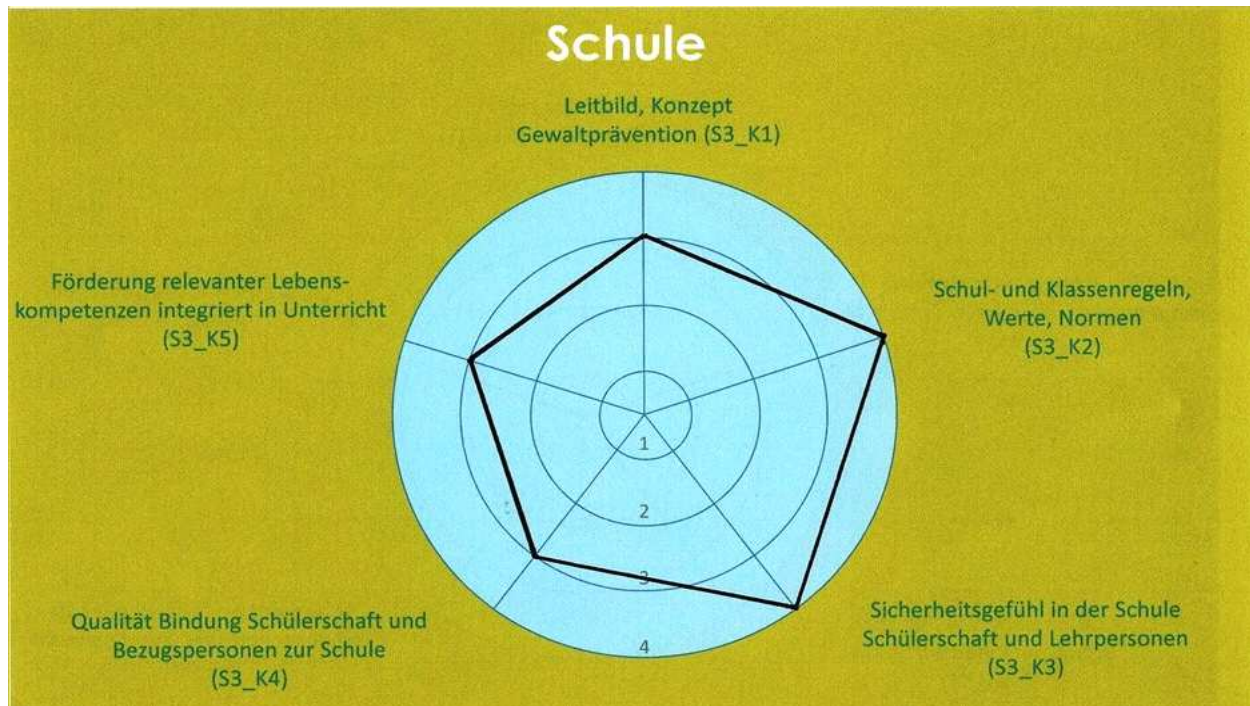 Schule
Leitbild, Konzept
Gewaltprävention (S3_K1)
Schul- und Klassenregeln,
Werte, Normen
(S3_K2)
Sicherheitsgefühl in der Schule
Schülerschaft und Lehrpersonen
(S3_K3)
Qualität Bindung Schülerschaft und
Bezugspersonen zur Schule
(S3_K4)
Förderung relevanter Lebens-
kompetenzen integriert in Unterricht
(S3_K5)
1
2
3
4